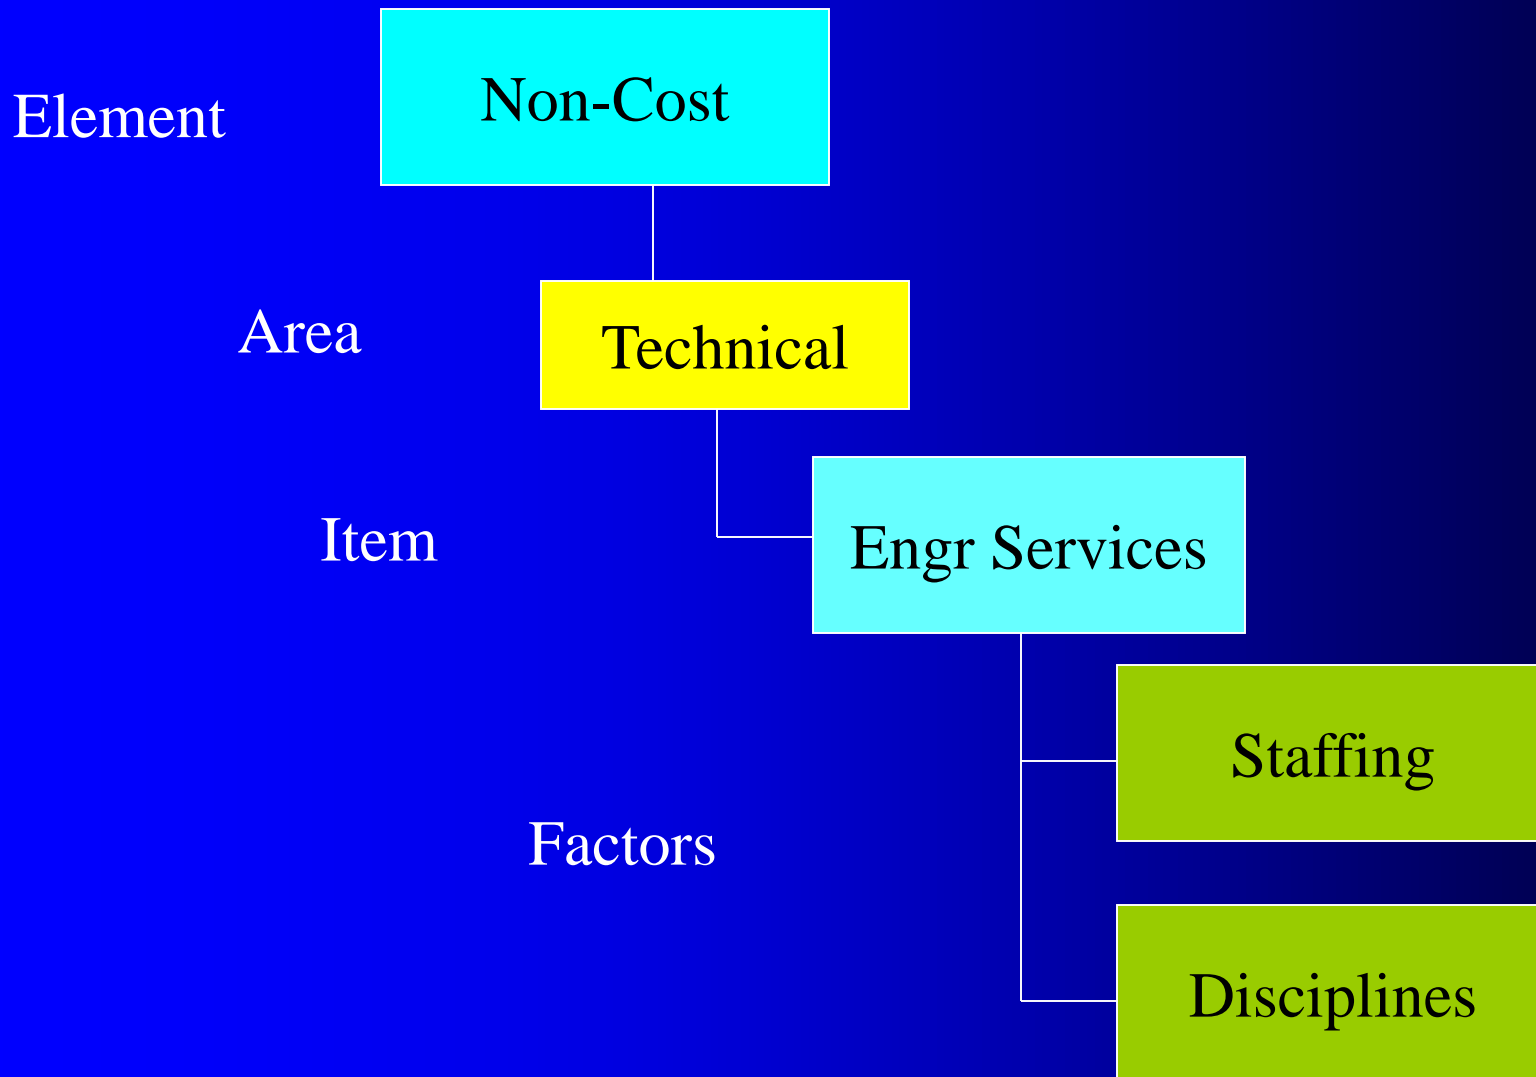 Element
Non-Cost
Area
Technical
Item
Engr Services
Staffing
Factors
Disciplines